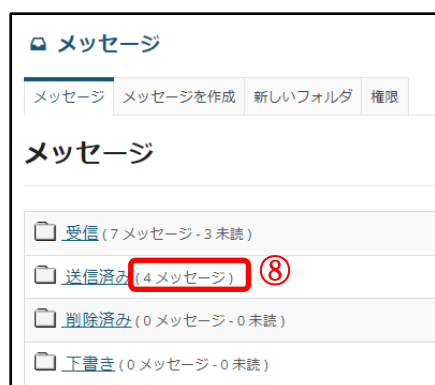 メッセージ
メッセージ メッセージを作成 新しいフォルダ 権限
メッセージ
受信 ( 7 メッセージ - 3 未読 )
送信済み ( 4 メッセージ ) ⑧
削除済み ( 0 メッセージ - 0 未読 )
下書き ( 0 メッセージ - 0 未読 )